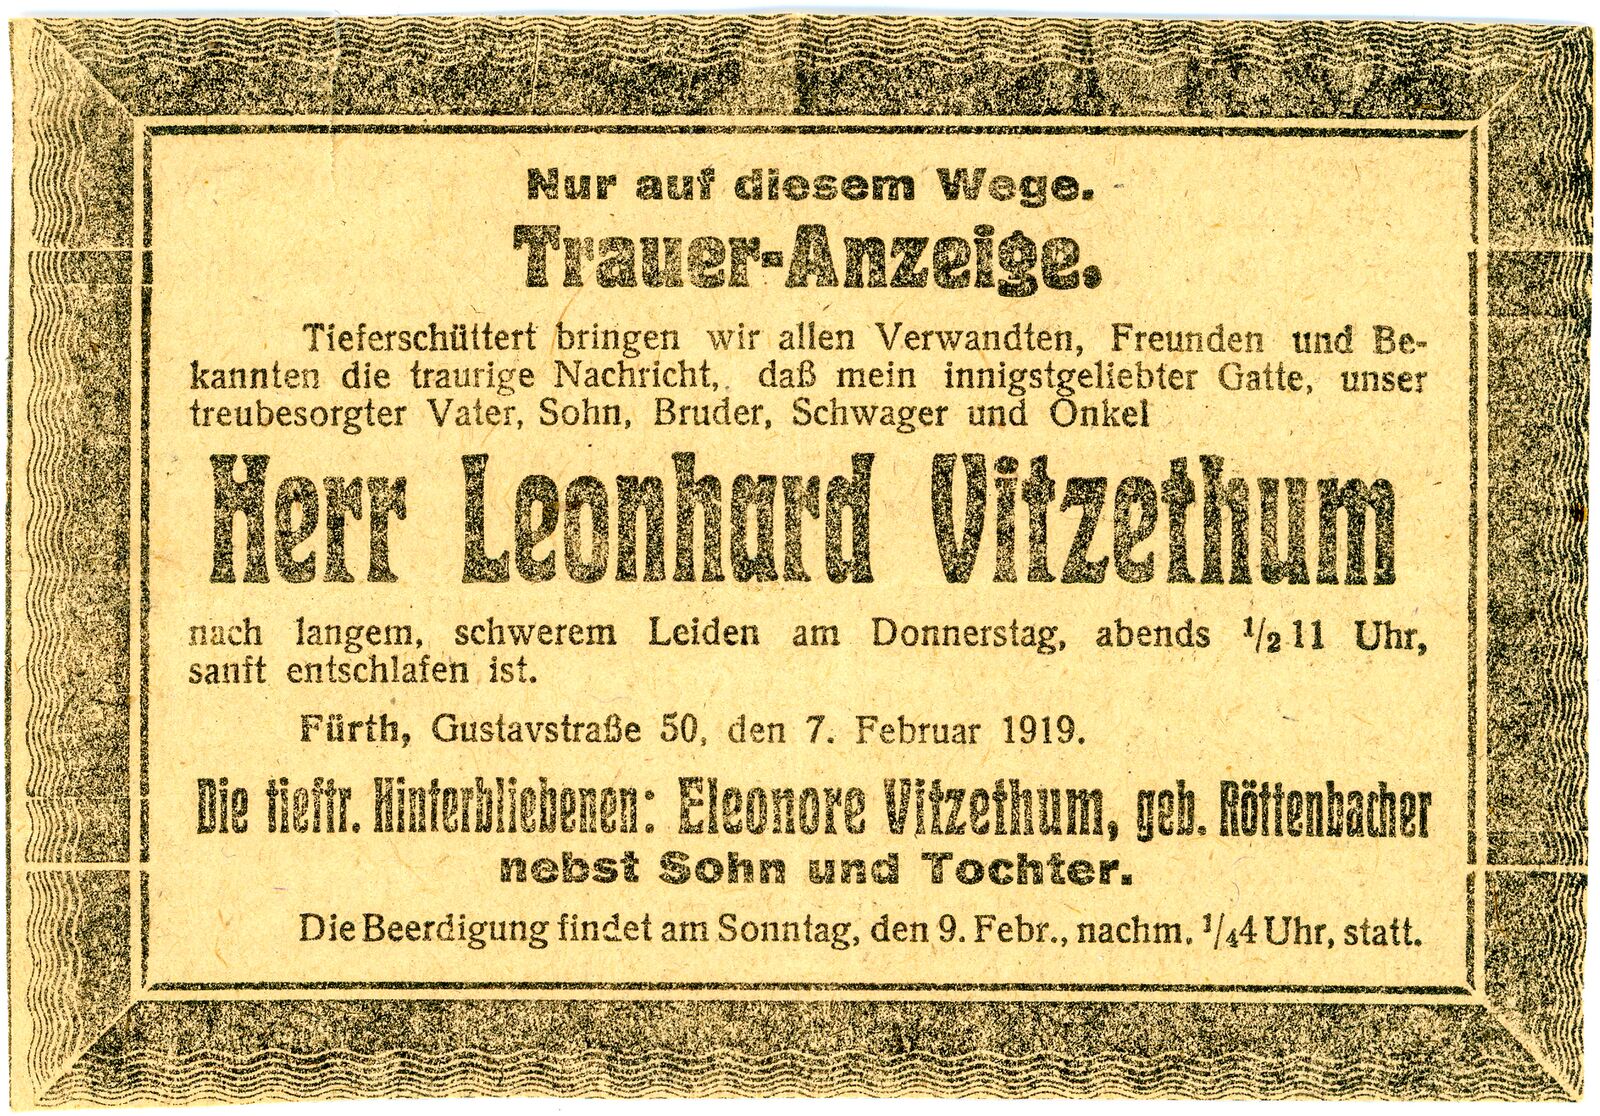 Nur auf diesem Wege.
Trauer-Anzeige.
Tieferschüttert bringen wir allen Verwandten, Freunden und Be-
kannten die traurige Nachricht, daß mein innigstgeliebter Gatte, unser
treubesorgter Vater, Sohn, Bruder, Schwager und Onkel
Herr Leonhard Vitzethum
nach langem, schwerem Leiden am Donnerstag, abends ½11 Uhr,
sanft entschlafen ist.
Fürth, Gustavstraße 50, den 7. Februar 1919.
Die tieftr. Hinterbliebenen: Eleonore Vitzethum, geb. Röttenbacher
nebst Sohn und Tochter.
Die Beerdigung findet am Sonntag, den 9. Febr., nachm. ¼4 Uhr, statt.